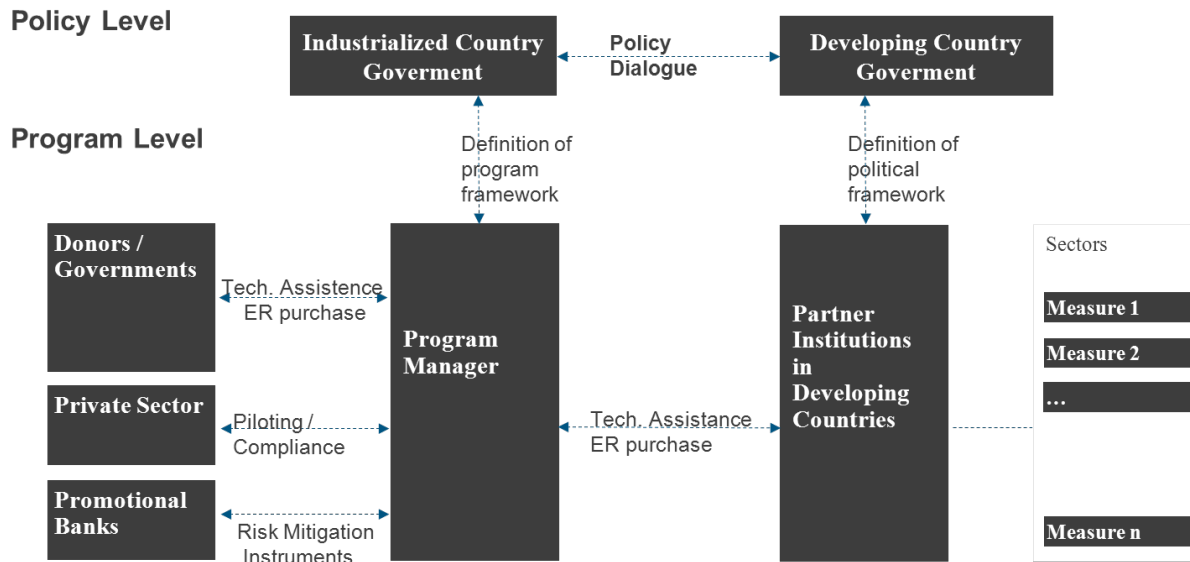 Policy Level
Industrialized Country
Goverment
Policy
Dialogue
Developing Country
Goverment
Program Level
Definition of
program
framework
Definition of
political
framework
Donors /
Governments
Tech. Assistence
ER purchase
Program
Manager
Partner
Institutions
in
Developing
Countries
Sectors
Measure 1
Measure 2
...
Measure n
Private Sector
Piloting /
Compliance
Tech. Assistance
ER purchase
Promotional
Banks
Risk Mitigation
Instruments